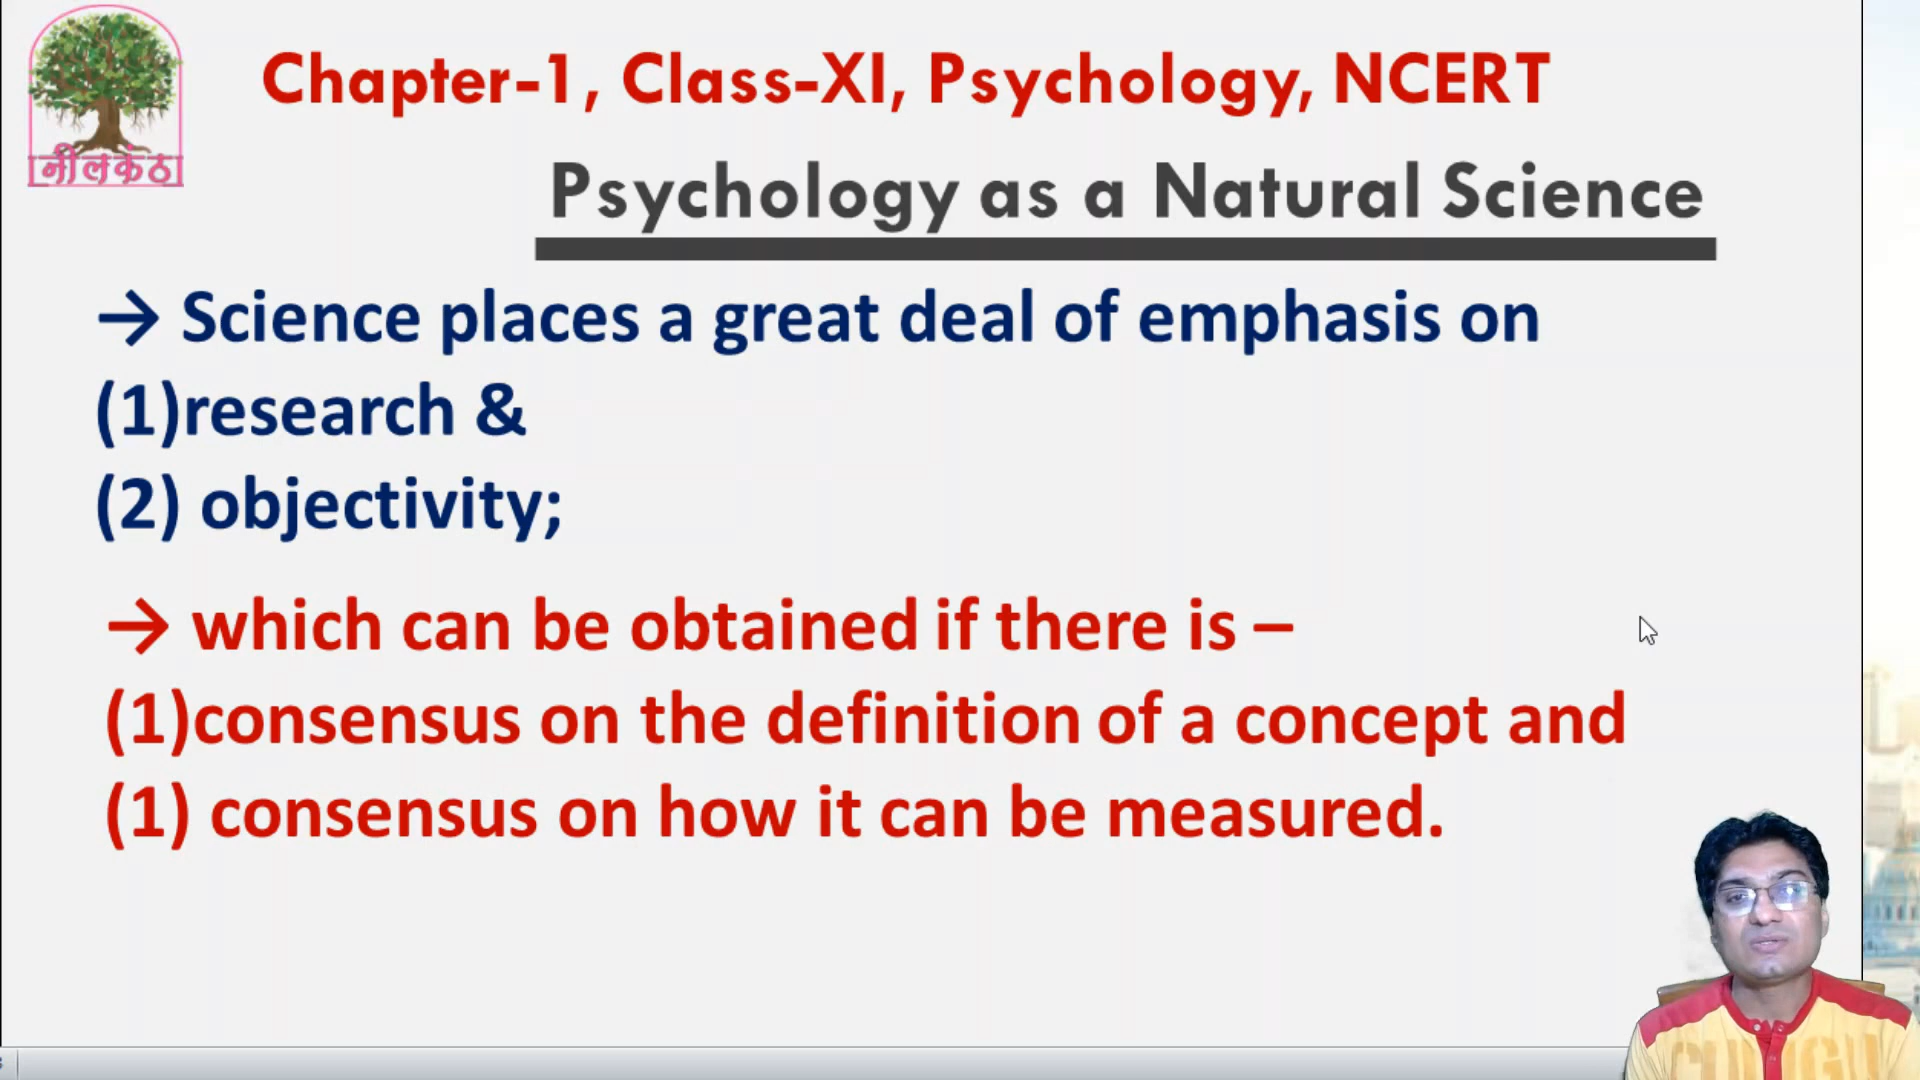 Chapter-1, Class-XI, Psychology, NCERT
नीलकंठ
Psychology as a Natural Science
→ Science places a great deal of emphasis on
(1)research &
(2) objectivity;
→ which can be obtained if there is –
(1)consensus on the definition of a concept and
(1) consensus on how it can be measured.